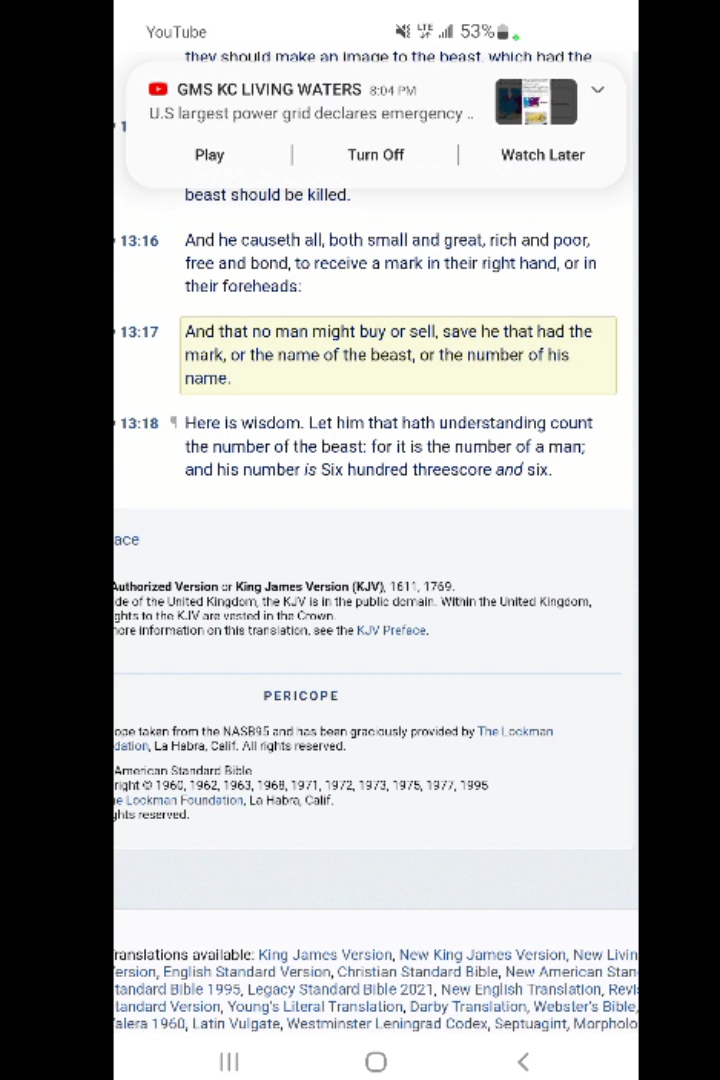 YouTube LTE 53%
they should make an image to the beast, which had the
GMS KC LIVING WATERS 8:04 PM
U.S largest power grid declares emergency ..
1
Play Turn Off Watch Later
beast should be killed.
13:16 And he causeth all, both small and great, rich and poor,
free and bond, to receive a mark in their right hand, or in
their foreheads:
13:17 And that no man might buy or sell, save he that had the
mark, or the name of the beast, or the number of his
name.
13:18 ¶ Here is wisdom. Let him that hath understanding count
the number of the beast: for it is the number of a man;
and his number is Six hundred threescore and six.
ace
Authorized Version or King James Version (KJV), 1611, 1769.
de of the United Kingdom, the KJV is in the public domain. Within the United Kingdom,
ghts to the KJV are vested in the Crown.
more information on this translation, see the KJV Preface.
PERICOPE
ope taken from the NASB95 and has been graciously provided by The Lockman
dation, La Habra, Calif. All rights reserved.
American Standard Bible
right © 1960, 1962, 1963, 1968, 1971, 1972, 1973, 1975, 1977, 1995
e Lockman Foundation, La Habra, Calif.
ghts reserved.
ranslations available: King James Version, New King James Version, New Livin
ersion, English Standard Version, Christian Standard Bible, New American Stan
tandard Bible 1995, Legacy Standard Bible 2021, New English Translation, Revi
tandard Version, Young's Literal Translation, Darby Translation, Webster's Bible,
alera 1960, Latin Vulgate, Westminster Leningrad Codex, Septuagint, Morpholo